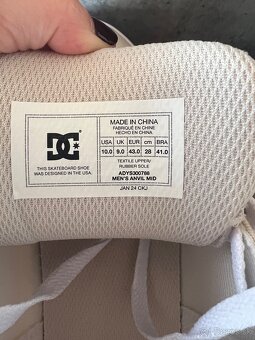 MADE IN CHINA
FABRIQUÉ EN CHINE
HECHO EN CHINA
USA UK EUR cm BRA
10.0 9.0 43.0 28 41.0
TEXTILE UPPER/
RUBBER SOLE
ADYS300788
MEN'S ANVIL MID
JAN 24 CKJ
DC
THIS SKATEBOARD SHOE
WAS DESIGNED IN THE USA.